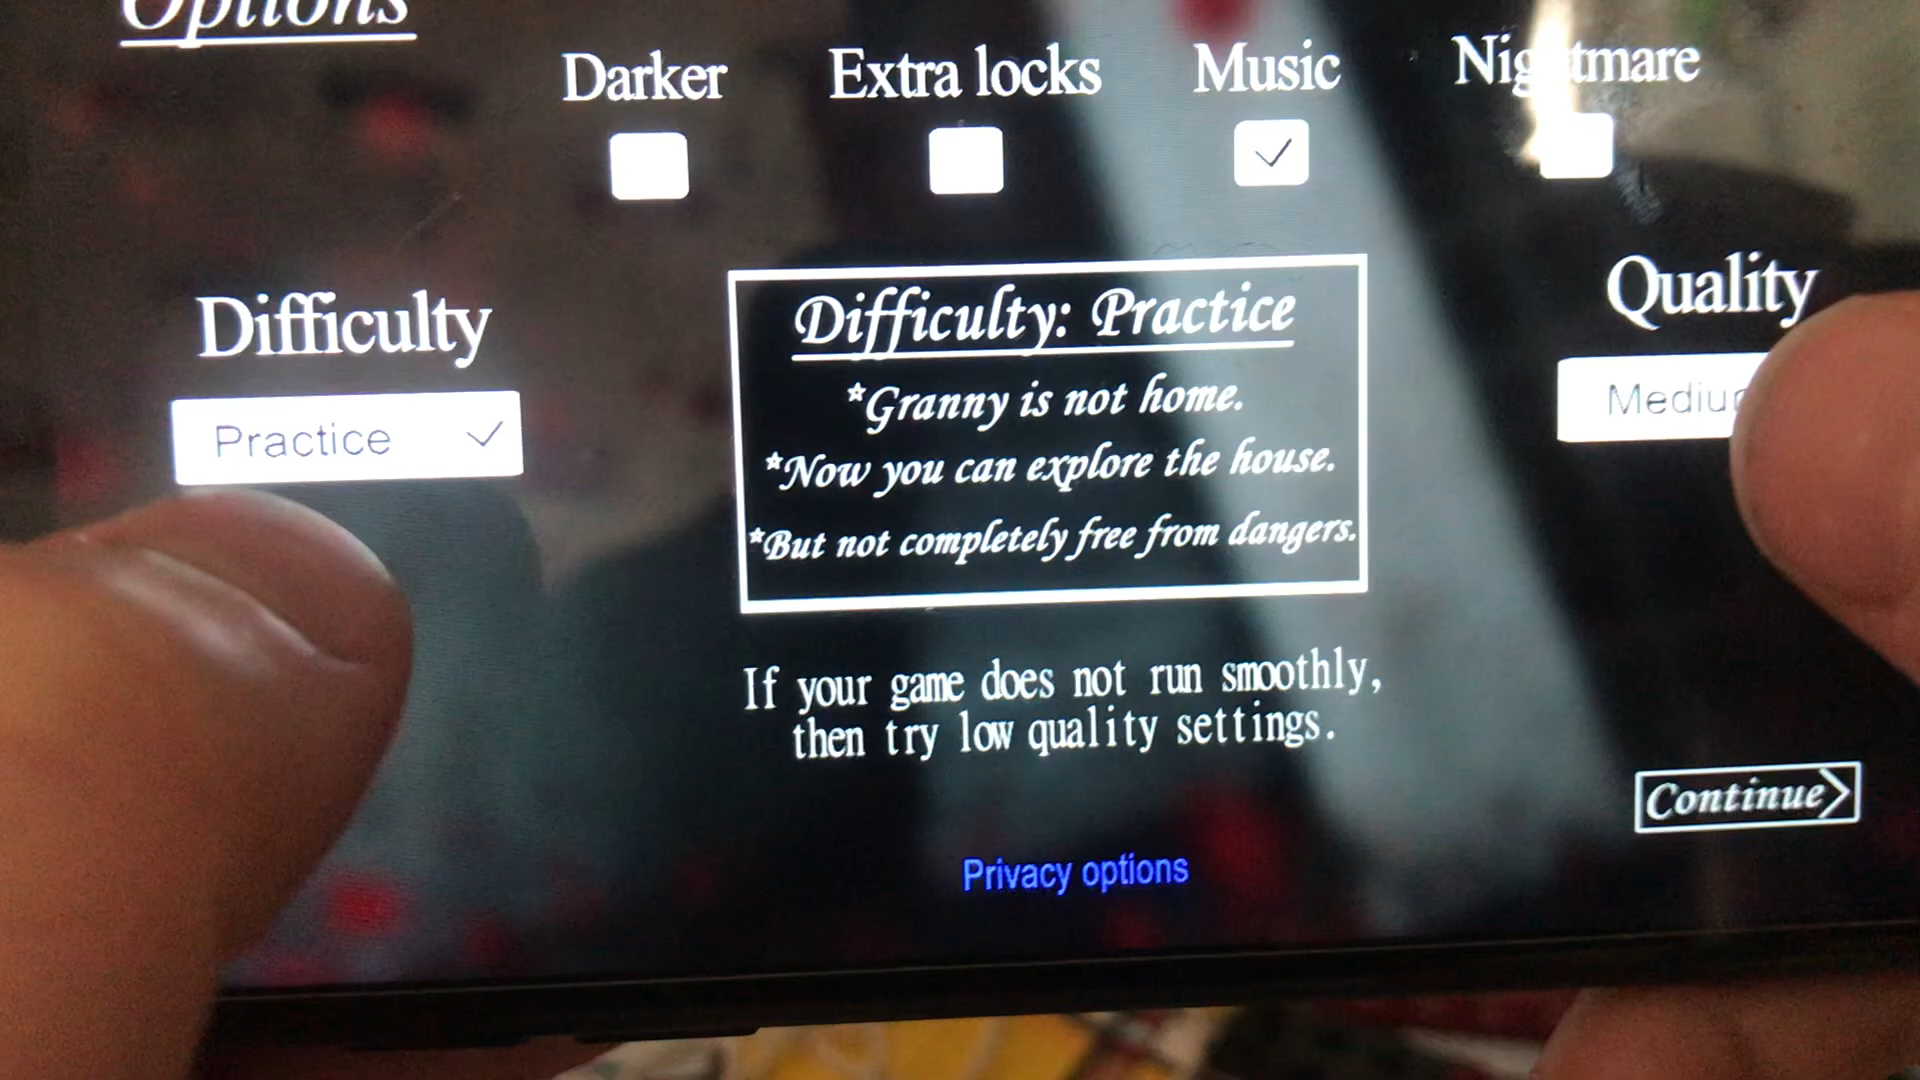 Options
Darker Extra locks Music
Difficulty
Practice
Difficulty: Practice
*Granny is not home.
*Now you can explore the house.
*But not completely free from dangers.
Quality
If your game does not run smoothly,
then try low quality settings.
Continue
Privacy options